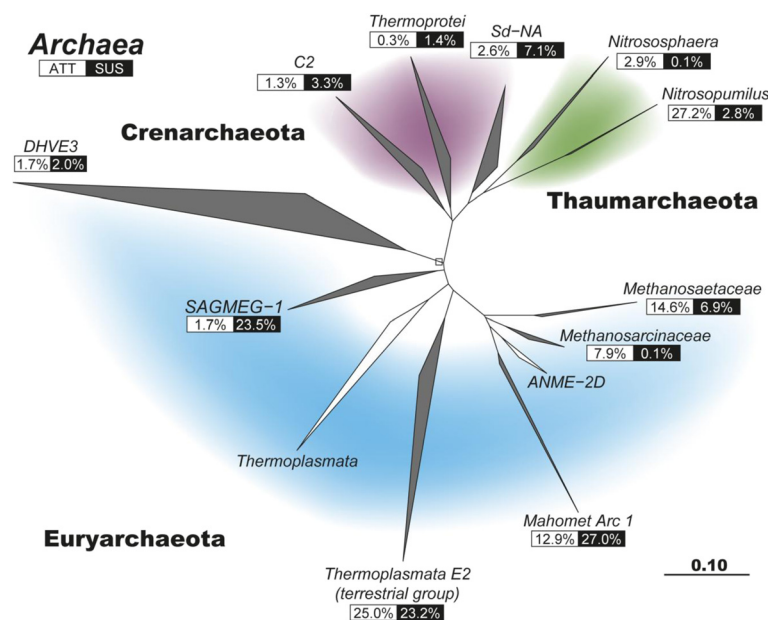 Archaea
ATT SUS
Thermoprotei
0.3% 1.4%
Sd-NA
2.6% 7.1%
Nitrososphaera
2.9% 0.1%
C2
1.3% 3.3%
Nitrosopumilus
27.2% 2.8%
Crenarchaeota
DHVE3
1.7% 2.0%
Thaumarchaeota
SAGMEG-1
1.7% 23.5%
Methanosaetaceae
14.6% 6.9%
Methanosarcinaceae
7.9% 0.1%
ANME-2D
Thermoplasmata
Mahomet Arc 1
12.9% 27.0%
Euryarchaeota
Thermoplasmata E2
(terrestrial group)
25.0% 23.2%
0.10